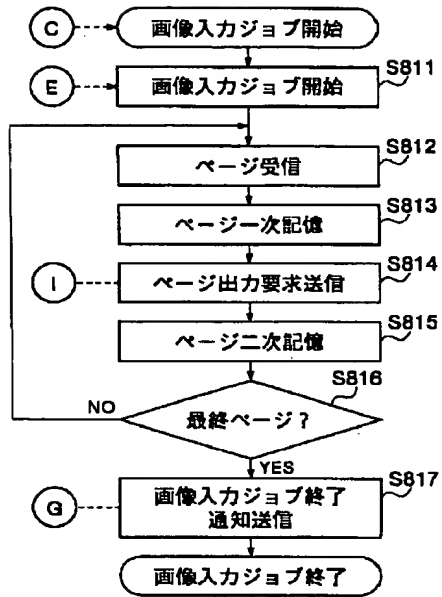 C
画像入力ジョブ開始
E
画像入力ジョブ開始
S811
ページ受信
S812
ページ一次記憶
S813
I
ページ出力要求送信
S814
ページ二次記憶
S815
最終ページ？
S816
NO
YES
G
画像入力ジョブ終了
通知送信
S817
画像入力ジョブ終了